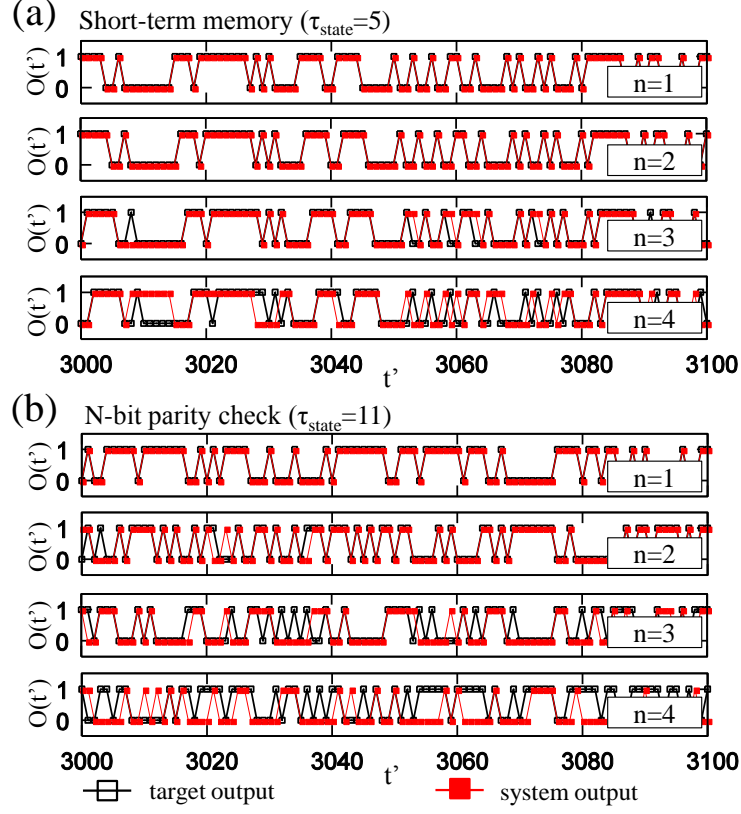 (a) Short-term memory (τstate=5)
O(t') 1 0 n=1
O(t') 1 0 n=2
O(t') 1 0 n=3
O(t') 1 0 n=4
3000 3020 3040 3060 3080 3100
t'
(b) N-bit parity check (τstate=11)
O(t') 1 0 n=1
O(t') 1 0 n=2
O(t') 1 0 n=3
O(t') 1 0 n=4
3000 3020 3040 3060 3080 3100
t'
target output system output